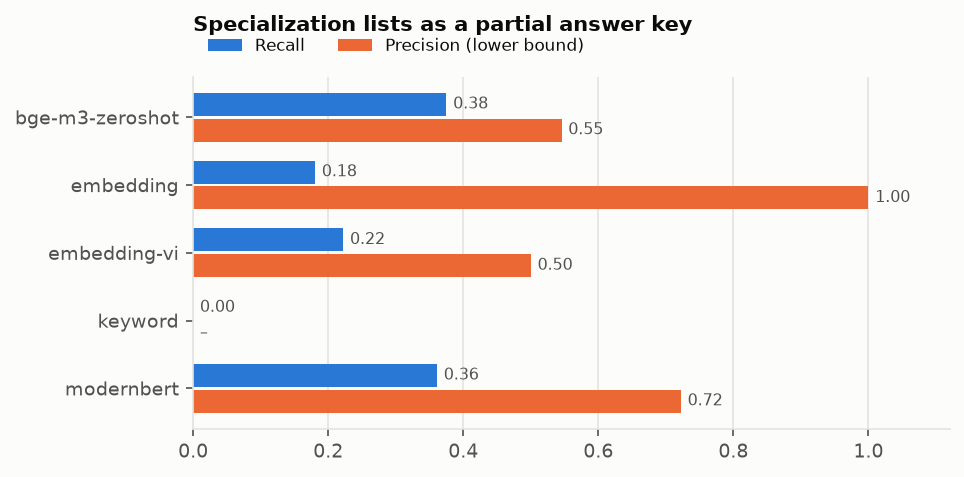 Specialization lists as a partial answer key
Recall
Precision (lower bound)
bge-m3-zeroshot
0.38
0.55
embedding
0.18
1.00
embedding-vi
0.22
0.50
keyword
0.00
–
modernbert
0.36
0.72
0.0 0.2 0.4 0.6 0.8 1.0